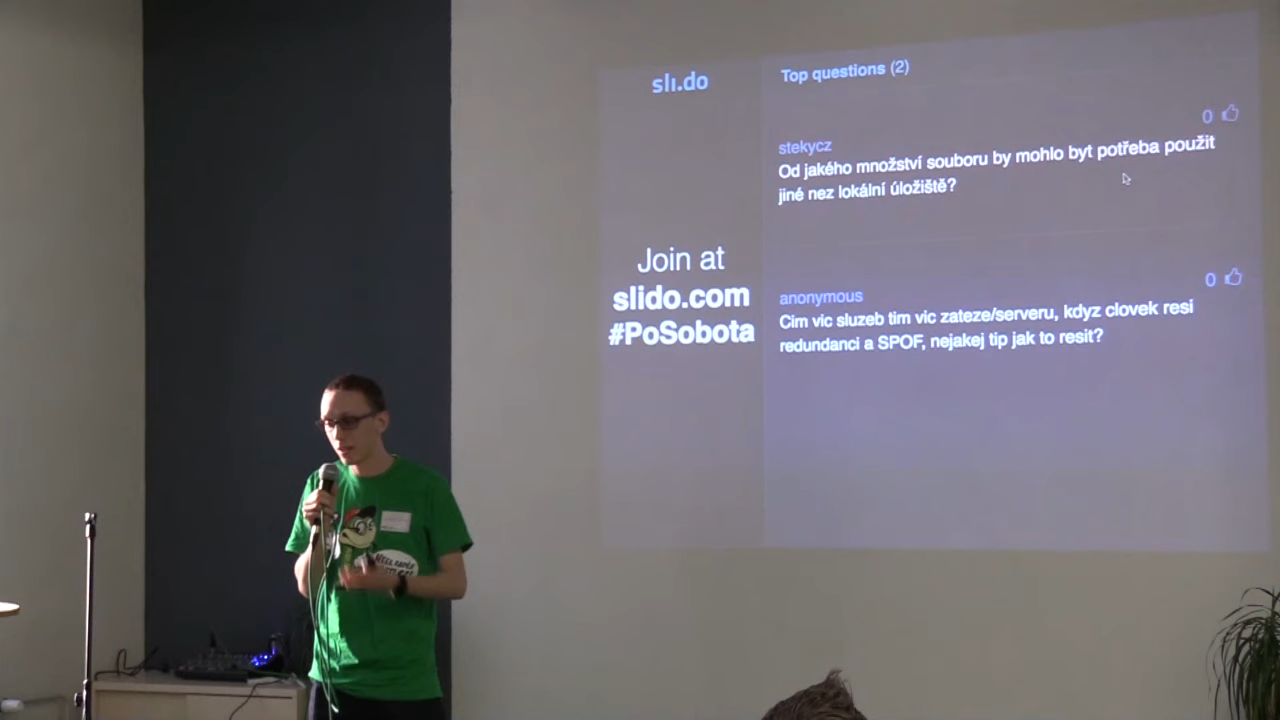 sli.do
Top questions (2)
0
stekycz
Od jakého množství souboru by mohlo byt potřeba použit
jiné nez lokální úložiště?
Join at
slido.com
#PoSobota
0
anonymous
Cim vic sluzeb tim vic zateze/serveru, kdyz clovek resi
redundanci a SPOF, nejakej tip jak to resit?